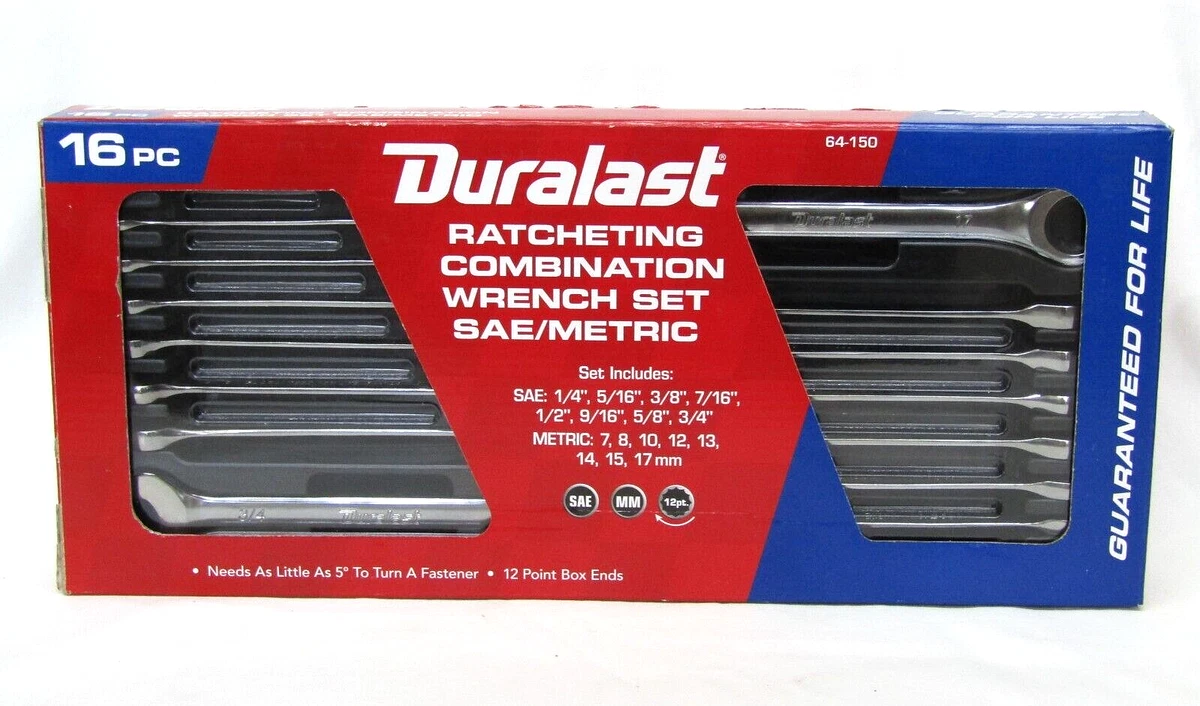 16 PC
Duralast®
64-150
RATCHETING
COMBINATION
WRENCH SET
SAE/METRIC
Set Includes:
SAE: 1/4", 5/16", 3/8", 7/16",
1/2", 9/16", 5/8", 3/4"
METRIC: 7, 8, 10, 12, 13,
14, 15, 17 mm
SAE
MM
12pt.
• Needs As Little As 5° To Turn A Fastener • 12 Point Box Ends
GUARANTEED FOR LIFE
Duralast 17
3/4 Duralast